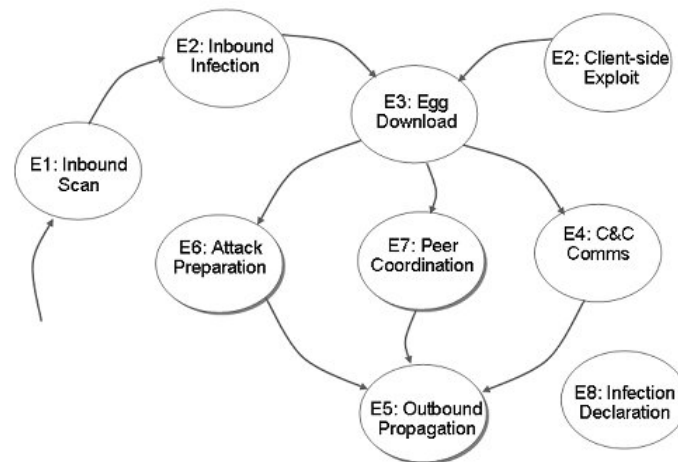 E2: Inbound
Infection
E2: Client-side
Exploit
E3: Egg
Download
E1: Inbound
Scan
E6: Attack
Preparation
E7: Peer
Coordination
E4: C&C
Comms
E5: Outbound
Propagation
E8: Infection
Declaration